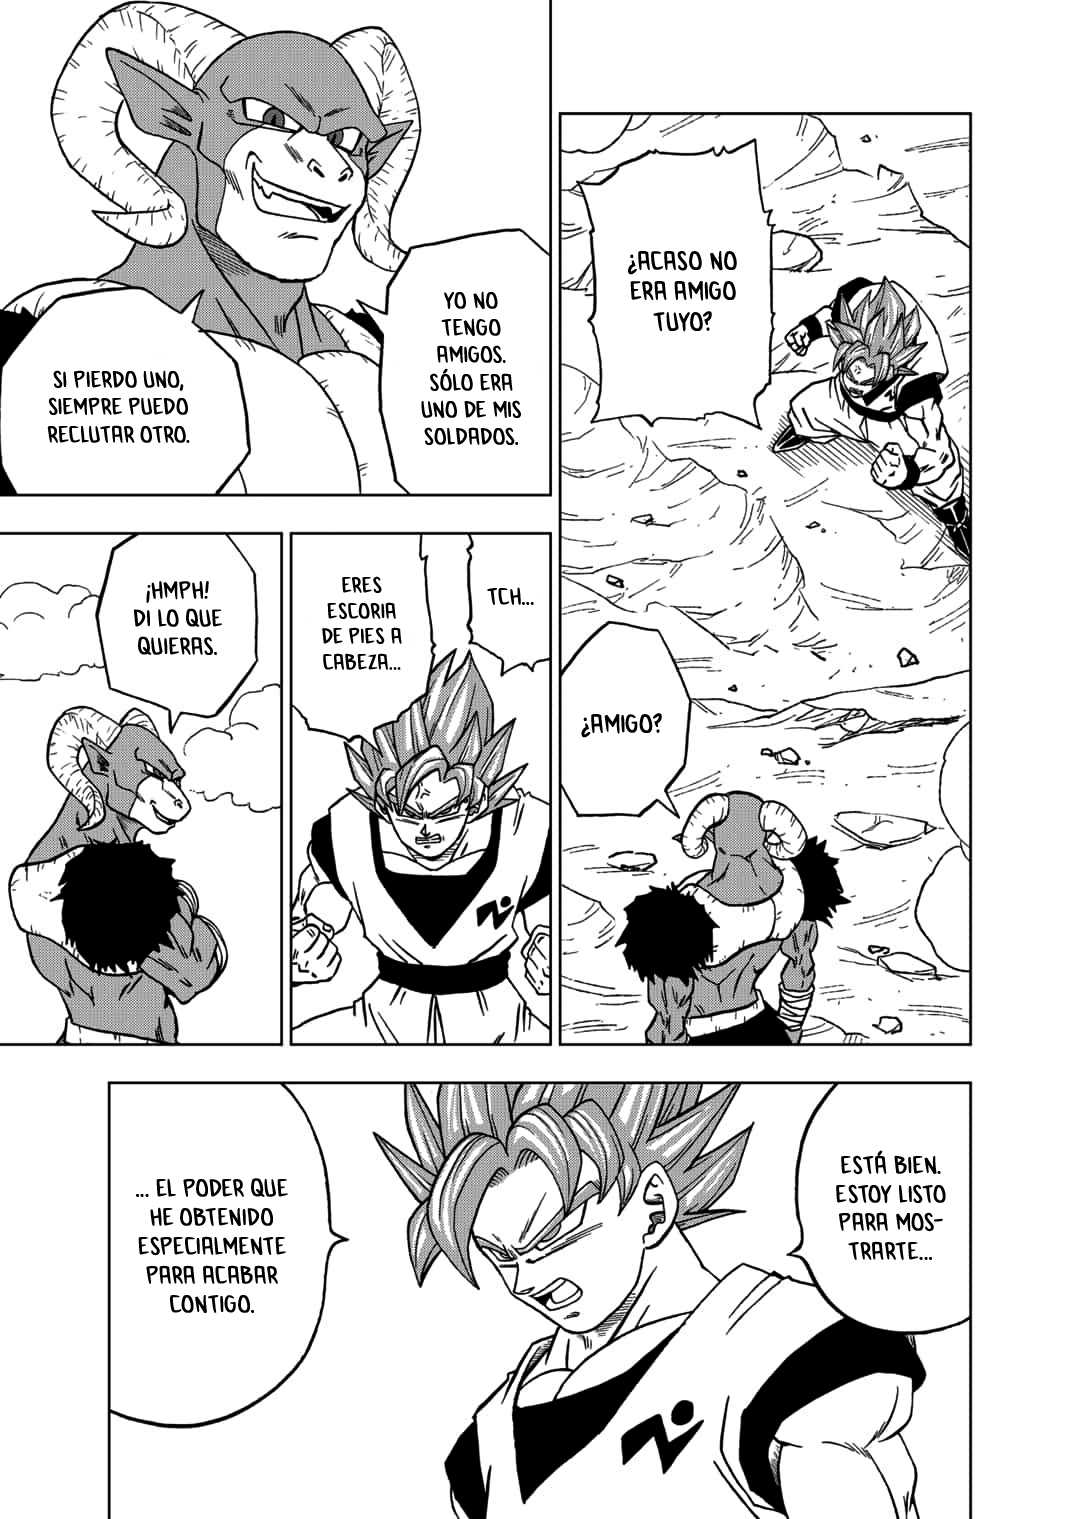 ¿ACASO NO
ERA AMIGO
TUYO?
¿AMIGO?
YO NO
TENGO
AMIGOS.
SÓLO ERA
UNO DE MIS
SOLDADOS.
SI PIERDO UNO,
SIEMPRE PUEDO
RECLUTAR OTRO.
TCH...
ERES
ESCORIA
DE PIES A
CABEZA...
¡HMPH!
DI LO QUE
QUIERAS.
ESTÁ BIEN.
ESTOY LISTO
PARA MOS-
TRARTE...
... EL PODER QUE
HE OBTENIDO
ESPECIALMENTE
PARA ACABAR
CONTIGO.